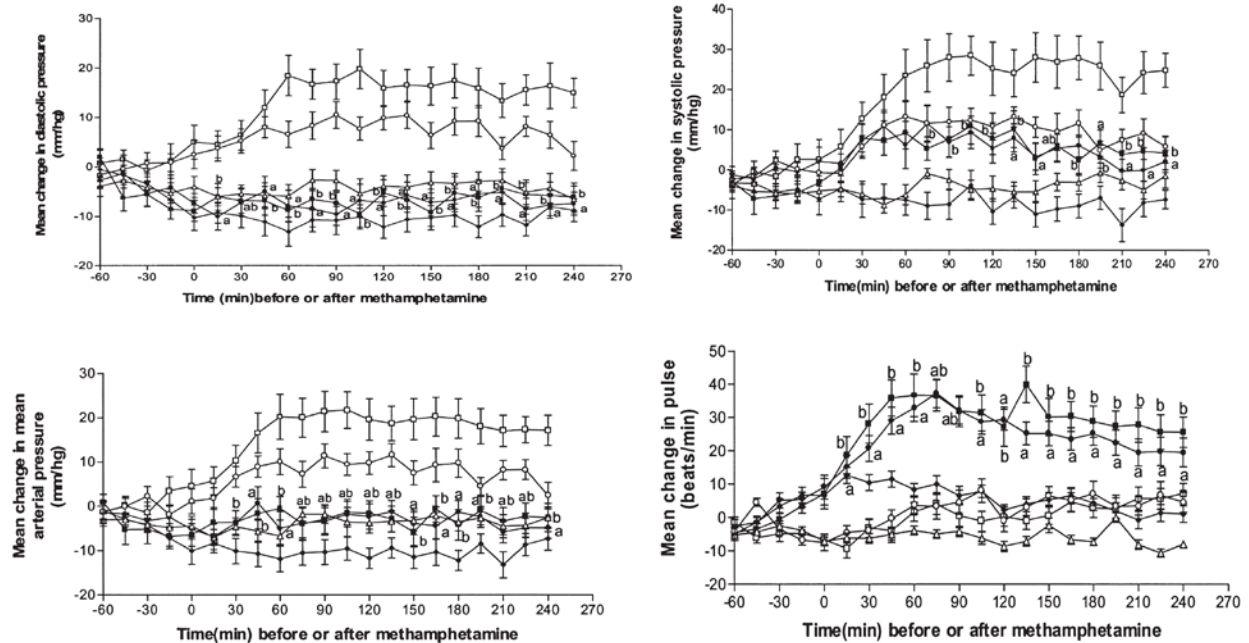 Mean change in diastolic pressure
(mm/hg)
30
20
10
0
-10
-20
-60 -30 0 30 60 90 120 150 180 210 240 270
Time (min)before or after methamphetamine
Mean change in systolic pressure
(mm/hg)
40
30
20
10
0
-10
-20
-60 -30 0 30 60 90 120 150 180 210 240 270
Time(min) before or after methamphetamine
Mean change in mean
arterial pressure
(mm/hg)
30
20
10
0
-10
-20
-60 -30 0 30 60 90 120 150 180 210 240 270
Time(min) before or after methamphetamine
Mean change in pulse
(beats/min)
50
40
30
20
10
0
-10
-20
-60 -30 0 30 60 90 120 150 180 210 240 270
Time(min) before or after methamphetamine
b b b b ab b a b b b b b b b b
a a a a ab a b a a a a a a a a